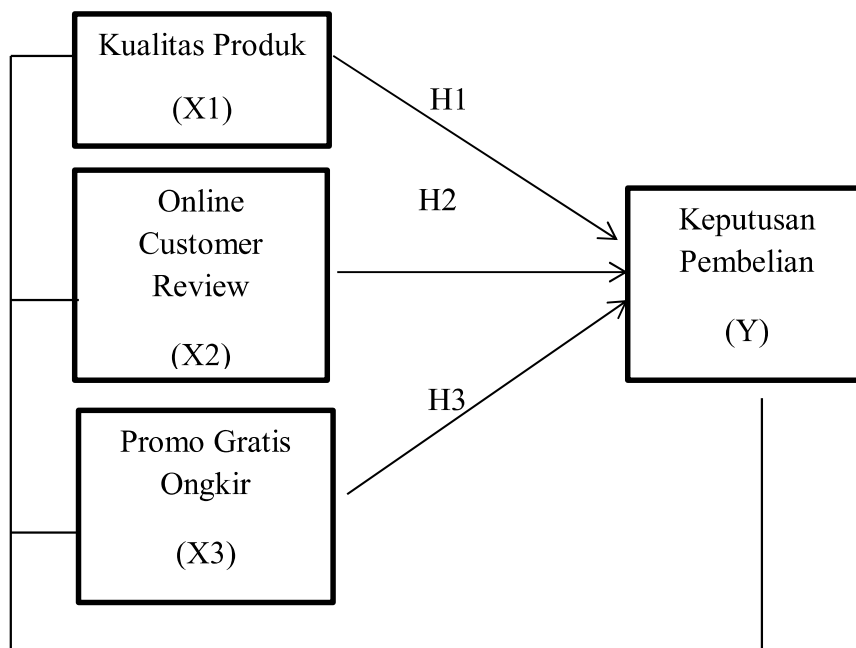 Kualitas Produk
(X1)
H1
Online
Customer
Review
(X2)
H2
Promo Gratis
Ongkir
(X3)
H3
Keputusan
Pembelian
(Y)